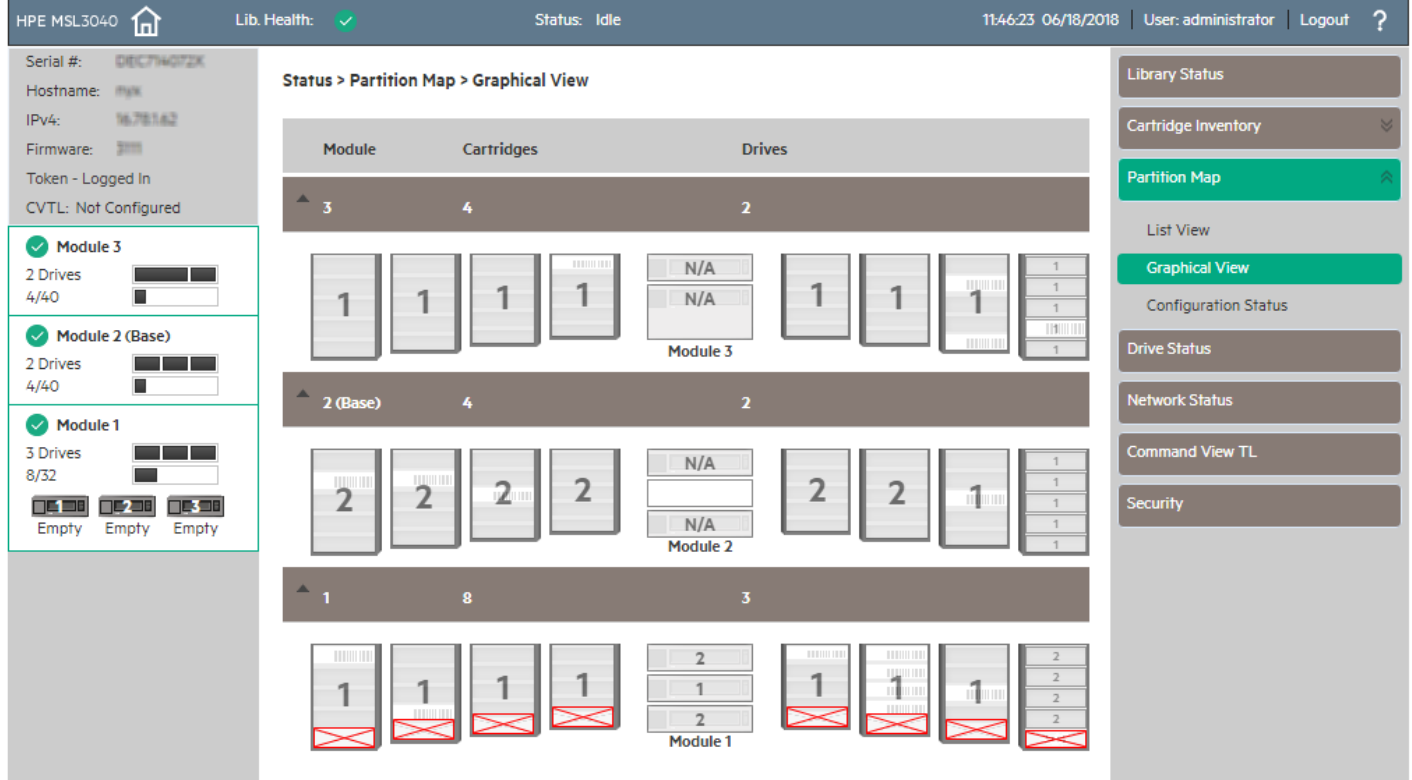 HPE MSL3040 Lib. Health: Status: Idle 11:46:23 06/18/2018 User: administrator Logout ?
Serial #:
Hostname:
IPv4:
Firmware:
Token - Logged In
CVTL: Not Configured
Module 3
2 Drives
4/40
Module 2 (Base)
2 Drives
4/40
Module 1
3 Drives
8/32
1 2 3
Empty Empty Empty
Status > Partition Map > Graphical View
Module Cartridges Drives
3 4 2
1 1 1 1 N/A 1 1 1 1
N/A 1
1
1
1
Module 3
2 (Base) 4 2
2 2 2 2 N/A 2 2 1 1
1
1
N/A 1
1
Module 2
1 8 3
1 1 1 1 2 1 1 1 2
1 2
2 2
2
Module 1
Library Status
Cartridge Inventory
Partition Map
List View
Graphical View
Configuration Status
Drive Status
Network Status
Command View TL
Security